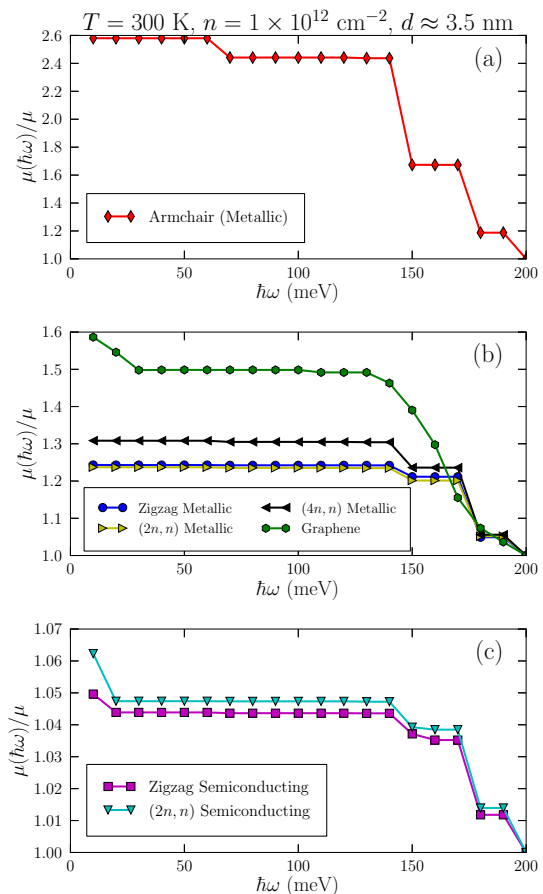 T = 300 K, n = 1 × 10¹² cm⁻², d ≈ 3.5 nm
(a)
2.6
2.4
2.2
2.0
1.8
1.6
1.4
1.2
1.0
μ(ℏω)/μ
Armchair (Metallic)
0 50 100 150 200
ℏω (meV)
(b)
1.6
1.5
1.4
1.3
1.2
1.1
1.0
μ(ℏω)/μ
Zigzag Metallic
(2n, n) Metallic
(4n, n) Metallic
Graphene
0 50 100 150 200
ℏω (meV)
(c)
1.07
1.06
1.05
1.04
1.03
1.02
1.01
1.00
μ(ℏω)/μ
Zigzag Semiconducting
(2n, n) Semiconducting
0 50 100 150 200
ℏω (meV)